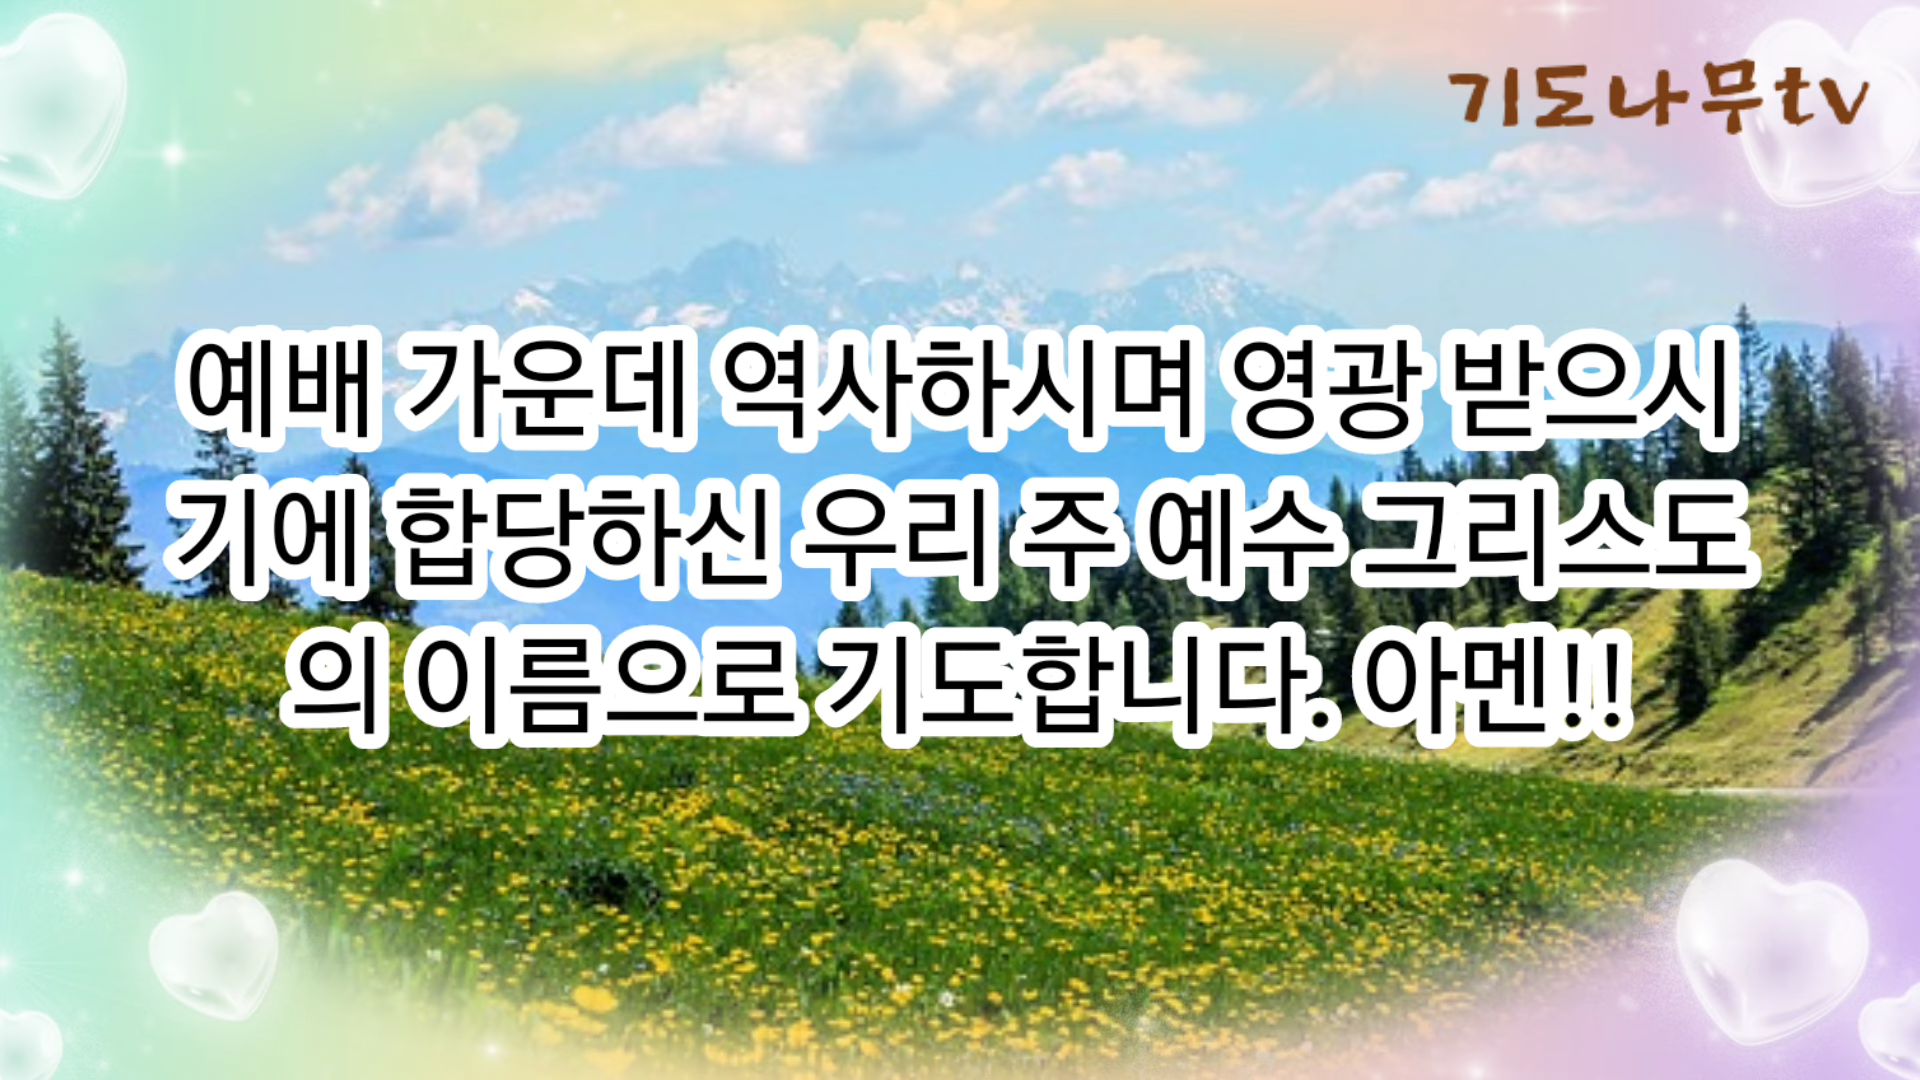 기도나무tv
예배 가운데 역사하시며 영광 받으시
기에 합당하신 우리 주 예수 그리스도
의 이름으로 기도합니다. 아멘!!